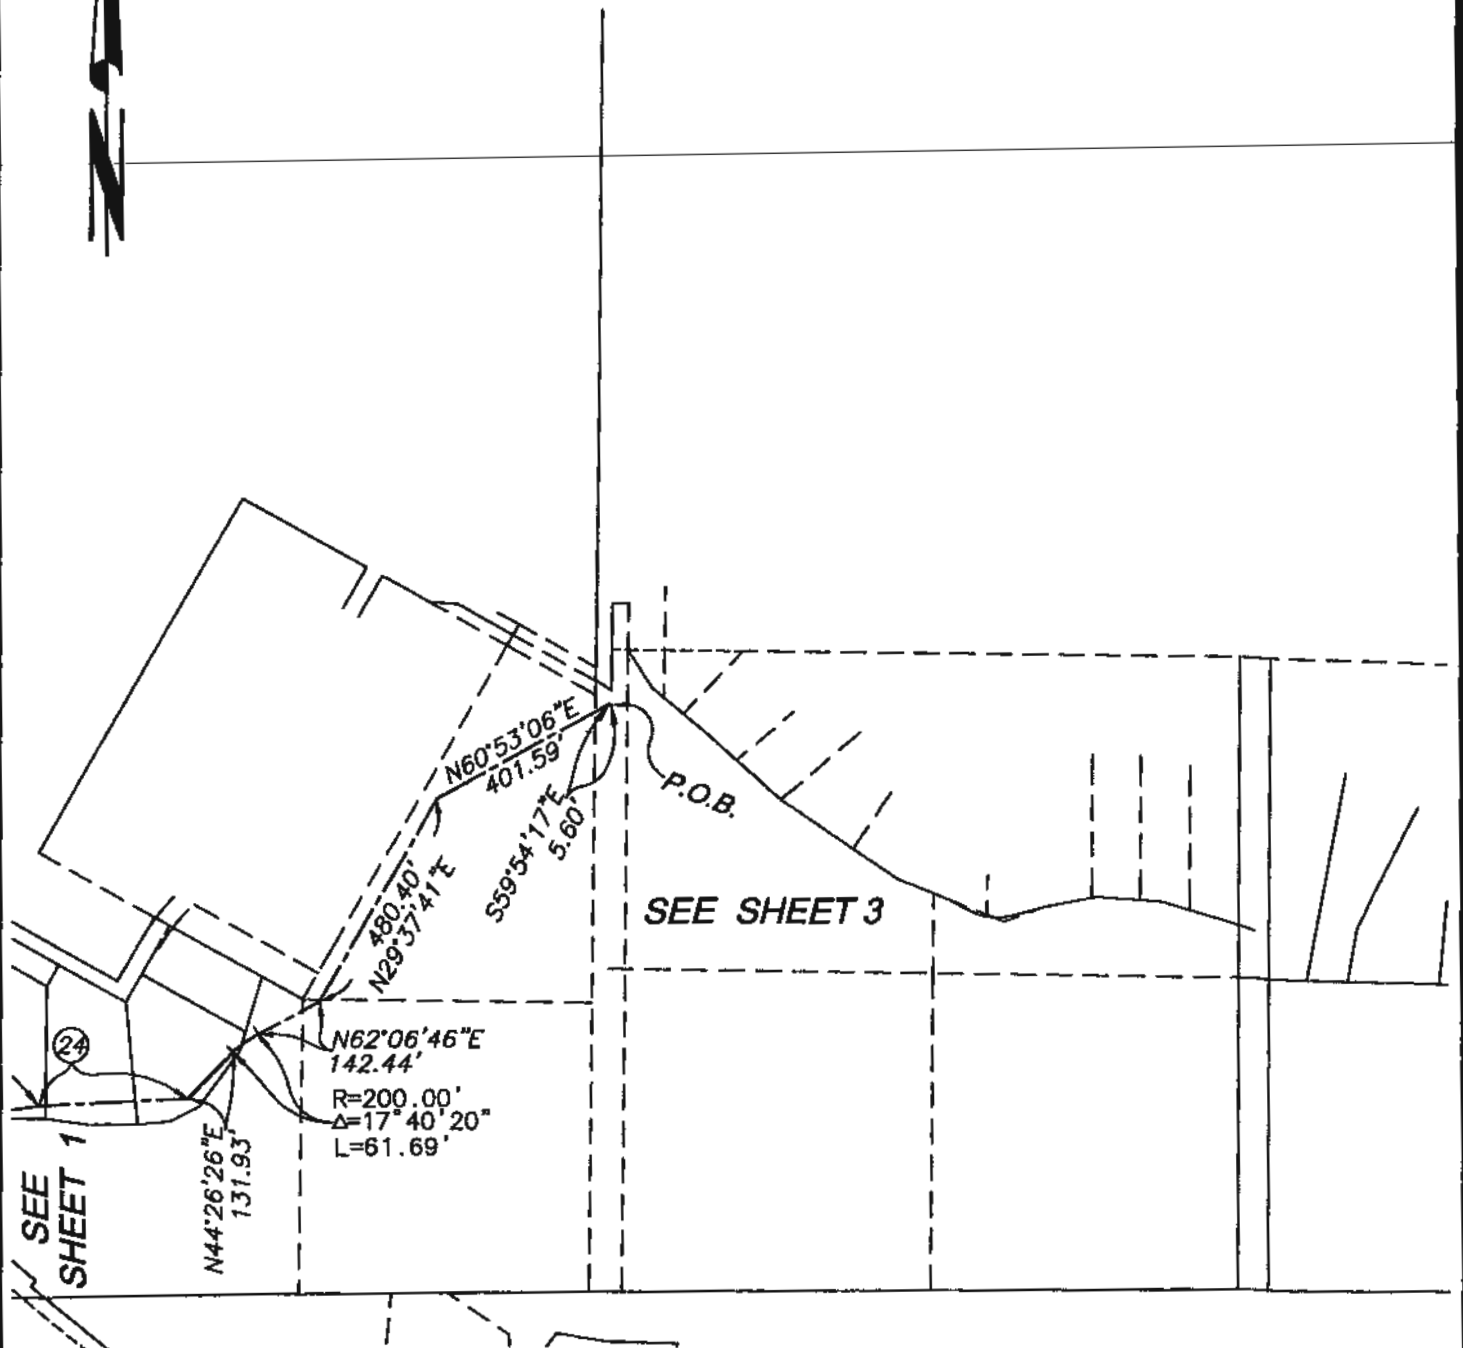 N
N60°53'06"E
401.59'
P.O.B.
S59°54'17"E
5.60'
480.40'
N29°37'41"E
SEE SHEET 3
24
N62°06'46"E
142.44'
R=200.00'
Δ=17°40'20"
L=61.69'
N44°26'26"E
131.93'
SEE
SHEET 1